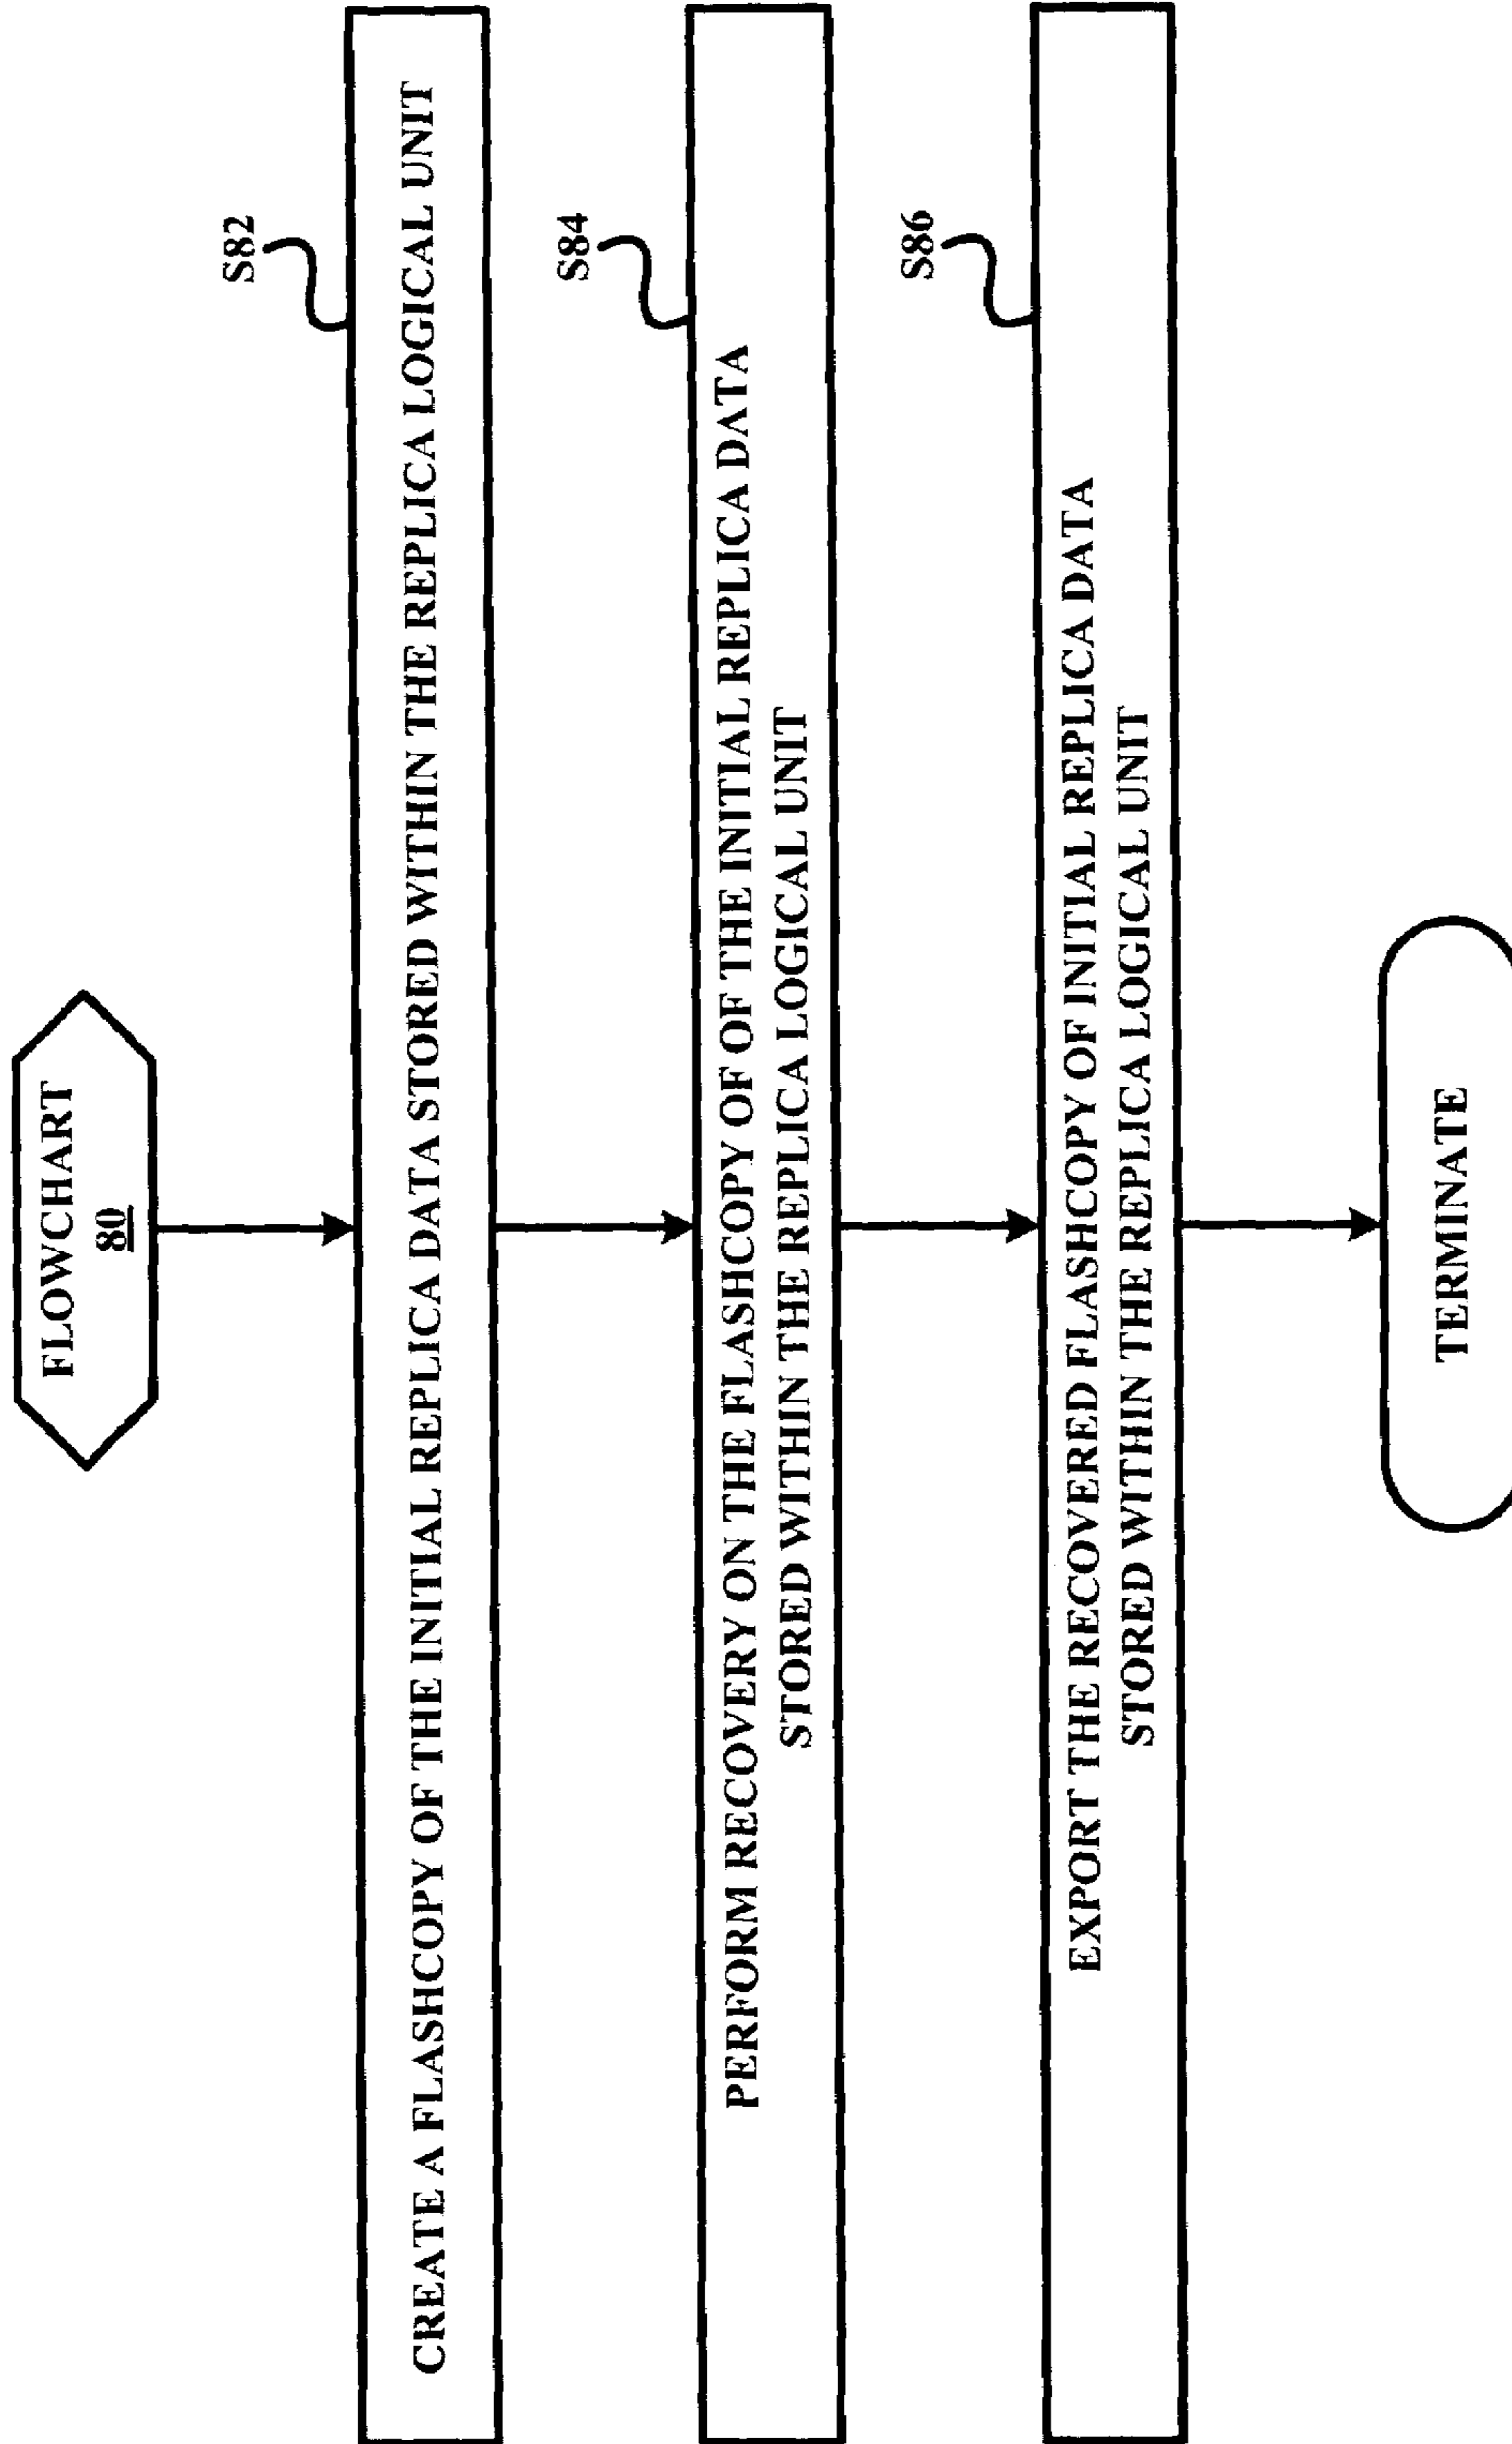 FLOWCHART
80
S82
CREATE A FLASHCOPY OF THE INITIAL REPLICA DATA STORED WITHIN THE REPLICA LOGICAL UNIT
S84
PERFORM RECOVERY ON THE FLASHCOPY OF OF THE INITIAL REPLICA DATA
STORED WITHIN THE REPLICA LOGICAL UNIT
S86
EXPORT THE RECOVERED FLASHCOPY OF INITIAL REPLICA DATA
STORED WITHIN THE REPLICA LOGICAL UNIT
TERMINATE